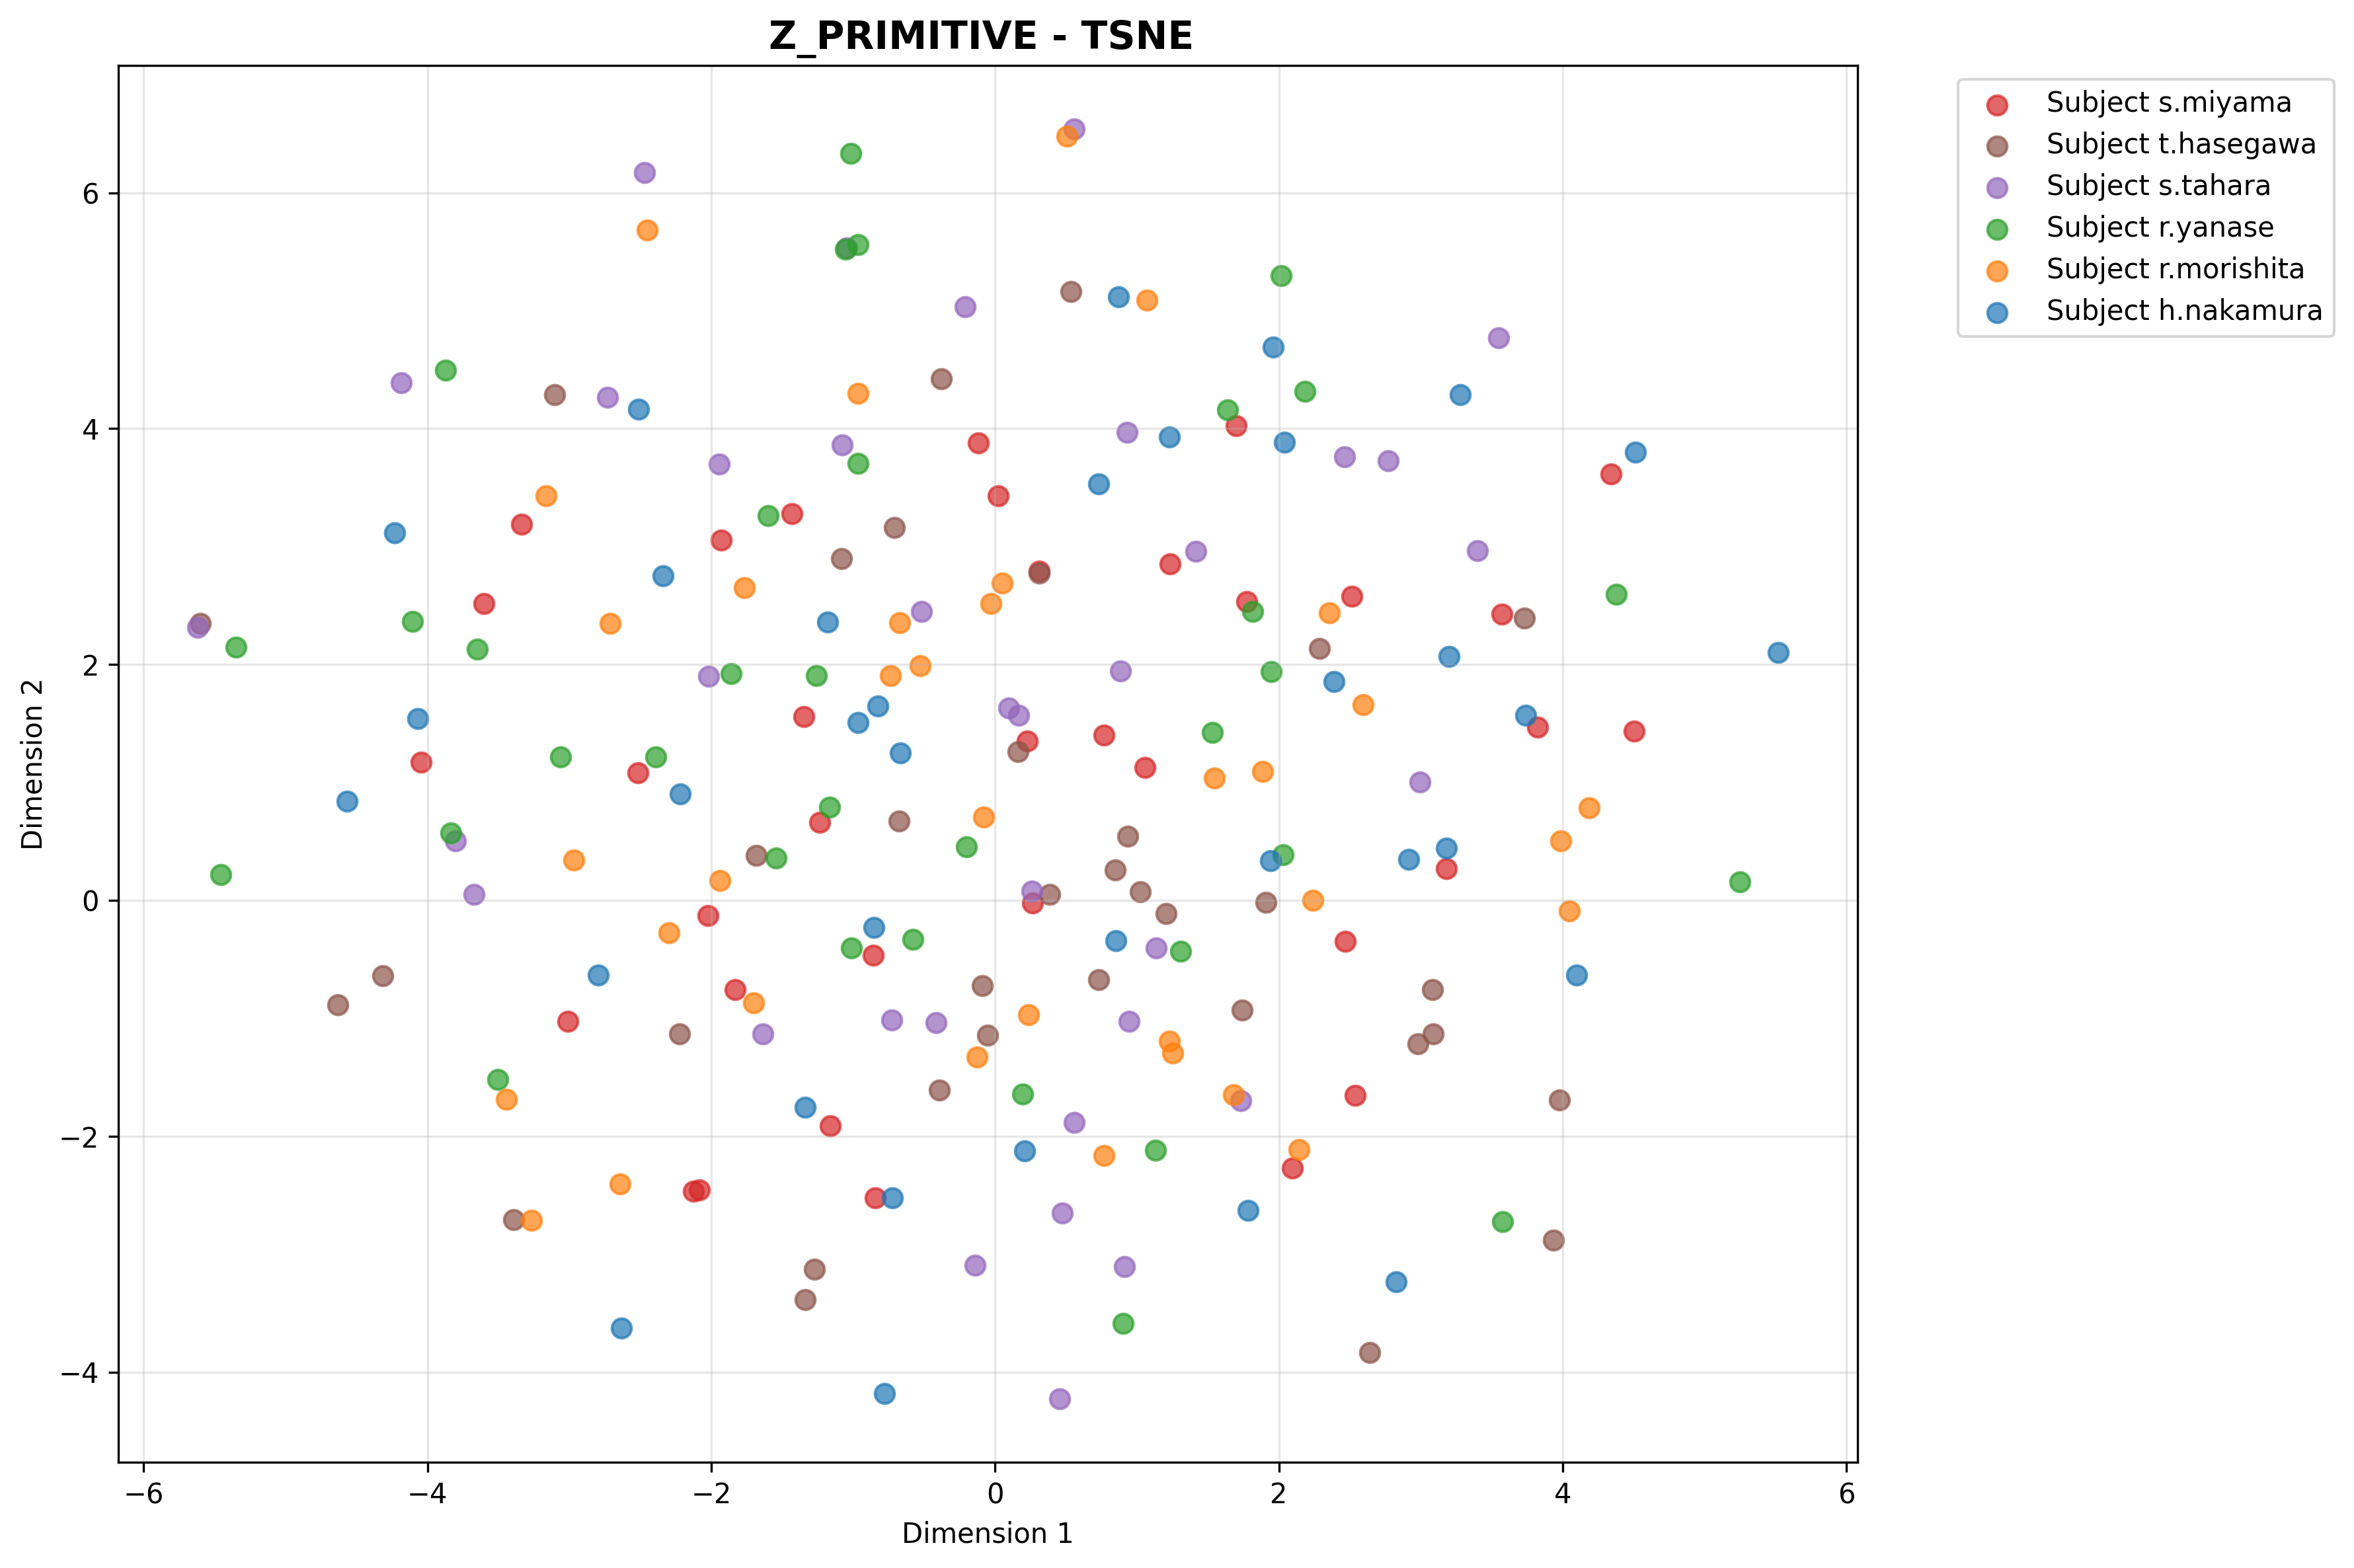 Z_PRIMITIVE - TSNE
Subject s.miyama
Subject t.hasegawa
Subject s.tahara
Subject r.yanase
Subject r.morishita
Subject h.nakamura
Dimension 2
6
4
2
0
−2
−4
−6
−4
−2
0
2
4
6
Dimension 1